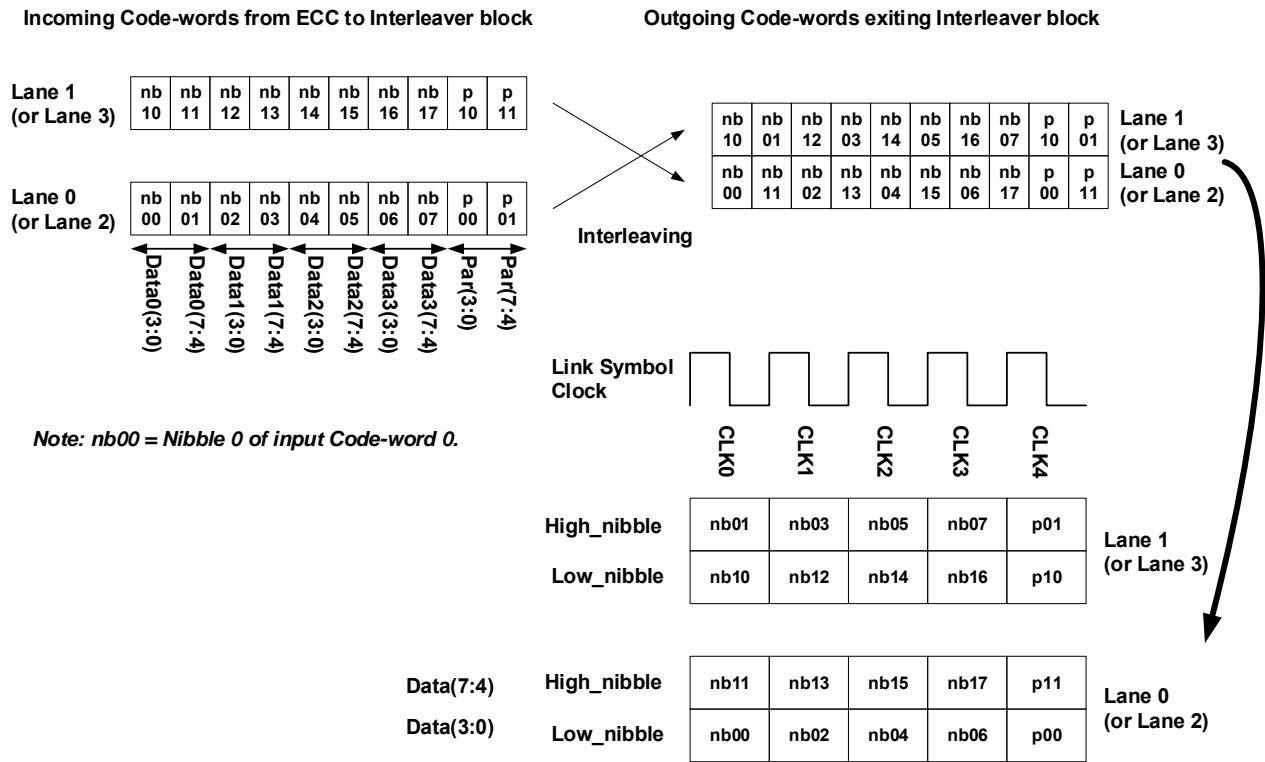 Incoming Code-words from ECC to Interleaver block
Outgoing Code-words exiting Interleaver block
Lane 1
(or Lane 3)
nb nb nb nb nb nb nb nb p p
10 11 12 13 14 15 16 17 10 11
Lane 0
(or Lane 2)
nb nb nb nb nb nb nb nb p p
00 01 02 03 04 05 06 07 00 01
Data0(3:0)
Data0(7:4)
Data1(3:0)
Data1(7:4)
Data2(3:0)
Data2(7:4)
Data3(3:0)
Data3(7:4)
Par(3:0)
Par(7:4)
Interleaving
nb nb nb nb nb nb nb nb p p
10 01 12 03 14 05 16 07 10 01
Lane 1
(or Lane 3)
nb nb nb nb nb nb nb nb p p
00 11 02 13 04 15 06 17 00 11
Lane 0
(or Lane 2)
Note: nb00 = Nibble 0 of input Code-word 0.
Link Symbol
Clock
CLK0
CLK1
CLK2
CLK3
CLK4
High_nibble nb01 nb03 nb05 nb07 p01
Low_nibble nb10 nb12 nb14 nb16 p10
Lane 1
(or Lane 3)
Data(7:4) High_nibble nb11 nb13 nb15 nb17 p11
Data(3:0) Low_nibble nb00 nb02 nb04 nb06 p00
Lane 0
(or Lane 2)